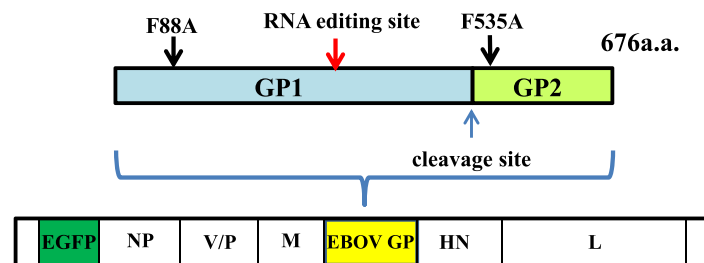 F88A RNA editing site F535A 676a.a.
GP1 GP2
cleavage site
EGFP NP V/P M EBOV GP HN L